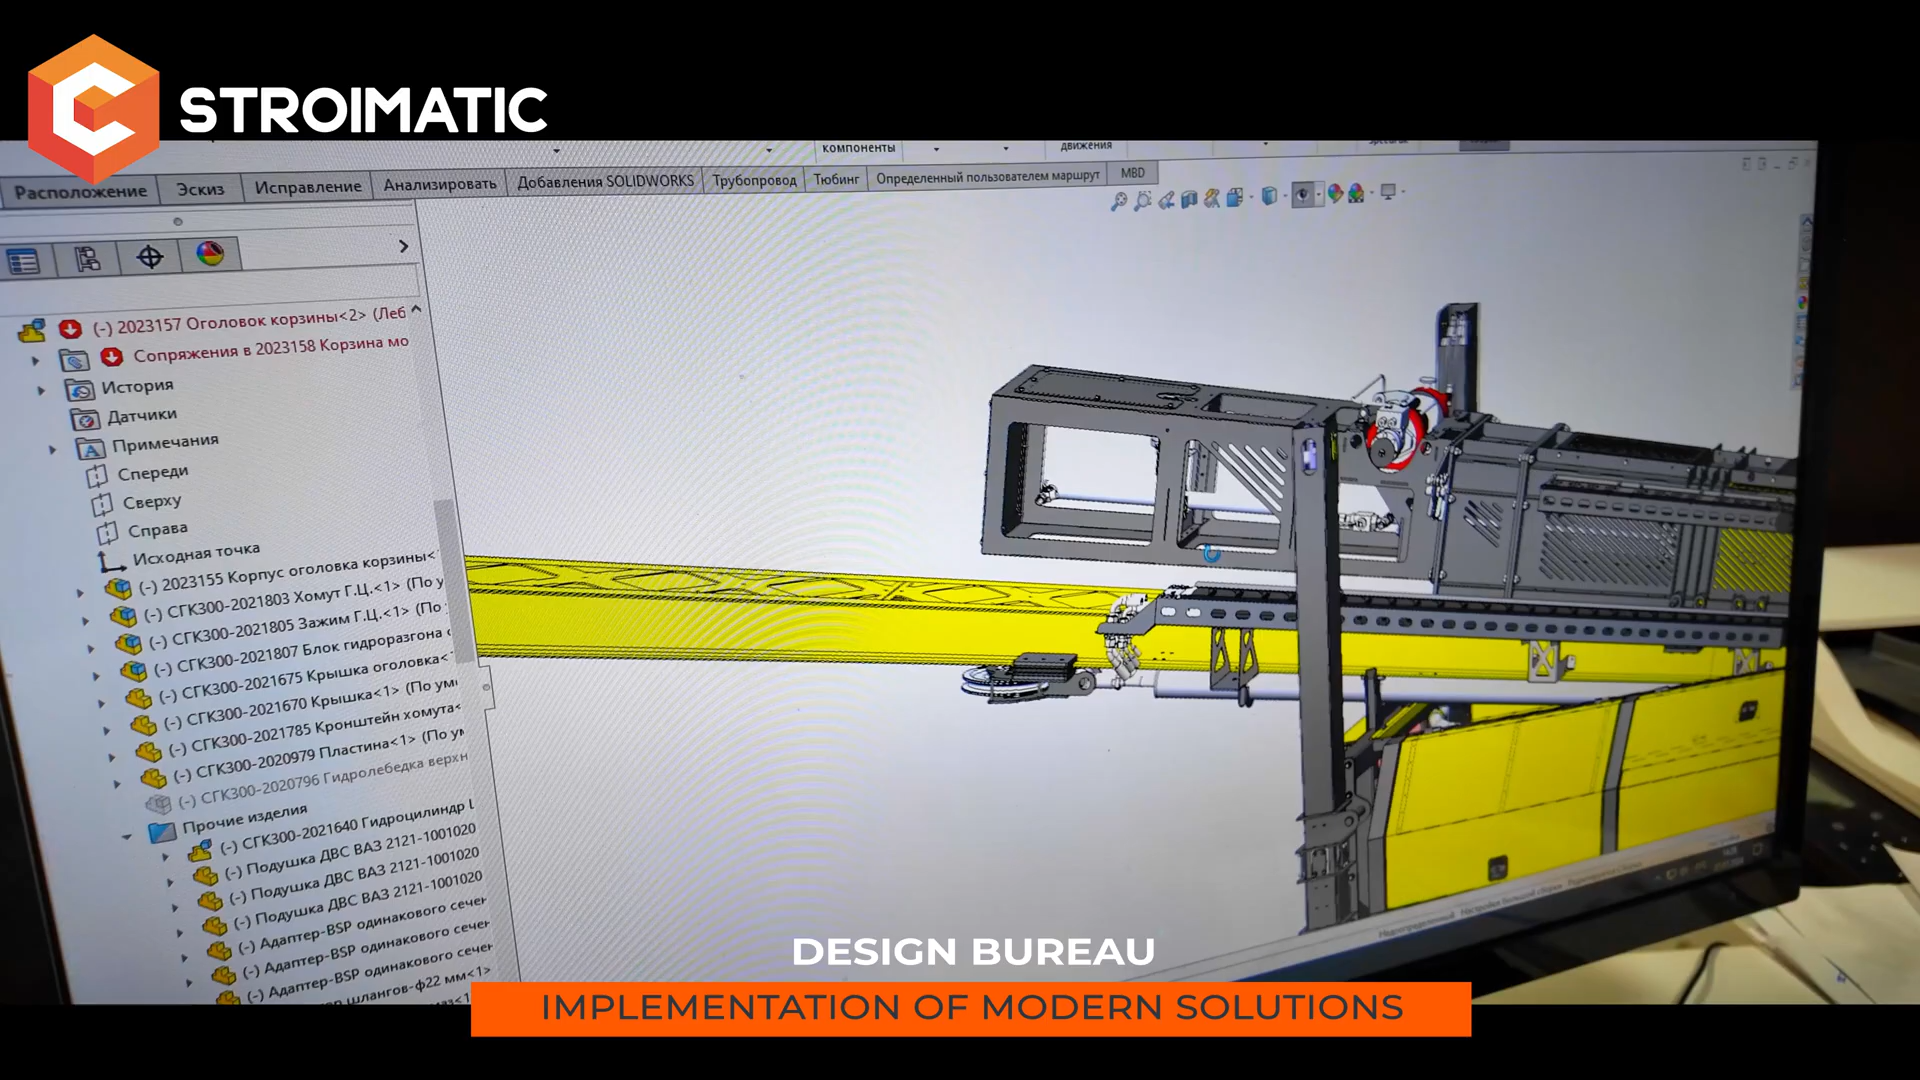 STROIMATIC
компоненты
движения
Расположение
Эскиз
Исправление
Анализировать
Добавления SOLIDWORKS
Трубопровод
Тюбинг
Определенный пользователем маршрут
MBD
(-) 2023157 Оголовок корзины<2> (Леб
Сопряжения в 2023158 Корзина мо
История
Датчики
Примечания
Спереди
Сверху
Справа
Исходная точка
(-) 2023155 Корпус оголовка корзины<
(-) СГК300-2021803 Хомут Г.Ц.<1> (По у
(-) СГК300-2021805 Зажим Г.Ц.<1> (По
(-) СГК300-2021807 Блок гидроразгона
(-) СГК300-2021675 Крышка оголовка<
(-) СГК300-2021670 Крышка<1> (По ум
(-) СГК300-2021785 Кронштейн хомута<
(-) СГК300-2020979 Пластина<1> (По ум
(-) СГК300-2020796 Гидролебедка верхн
Прочие изделия
(-) СГК300-2021640 Гидроцилиндр
(-) Подушка ДВС ВАЗ 2121-1001020
(-) Подушка ДВС ВАЗ 2121-1001020
(-) Подушка ДВС ВАЗ 2121-1001020
(-) Адаптер-BSP одинакового сечен
(-) Адаптер-BSP одинакового сечен
(-) Адаптер-BSP одинакового сечен
шлангов-ф22 мм<1>
DESIGN BUREAU
IMPLEMENTATION OF MODERN SOLUTIONS